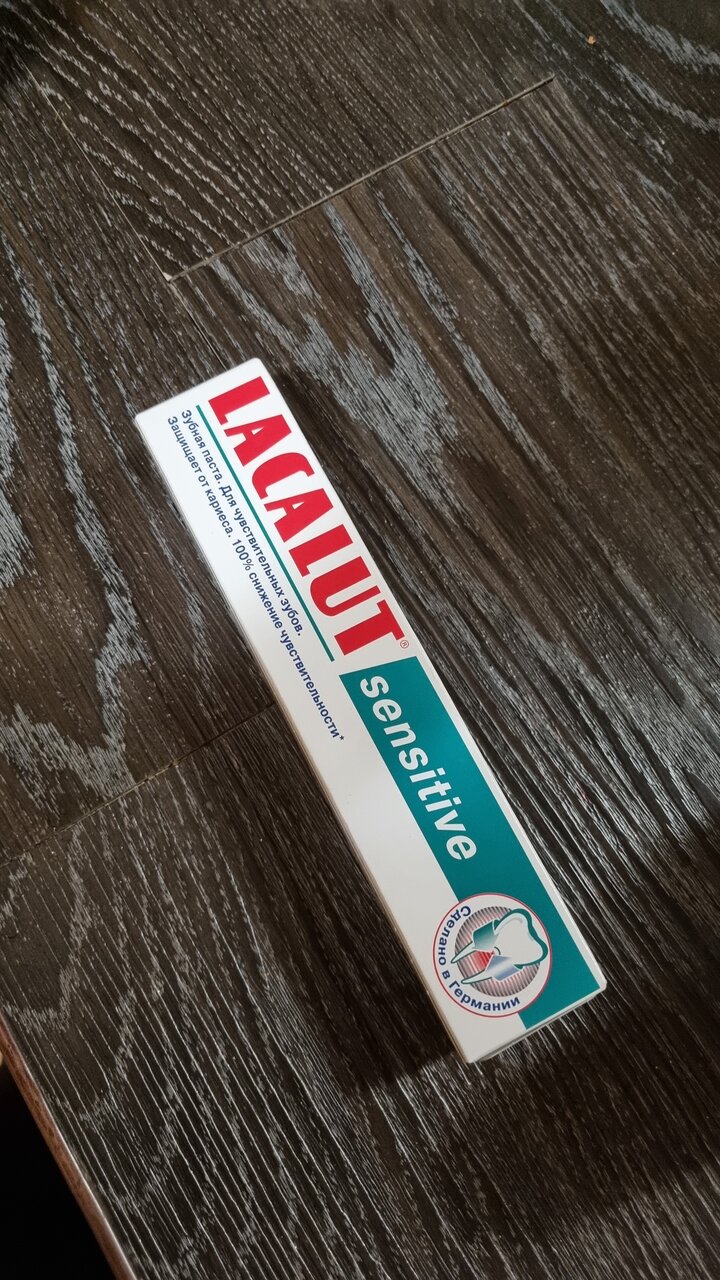 LACALUT®
Зубная паста. Для чувствительных зубов.
Защищает от кариеса. 100% снижение чувствительности*
sensitive
Сделано в Германии